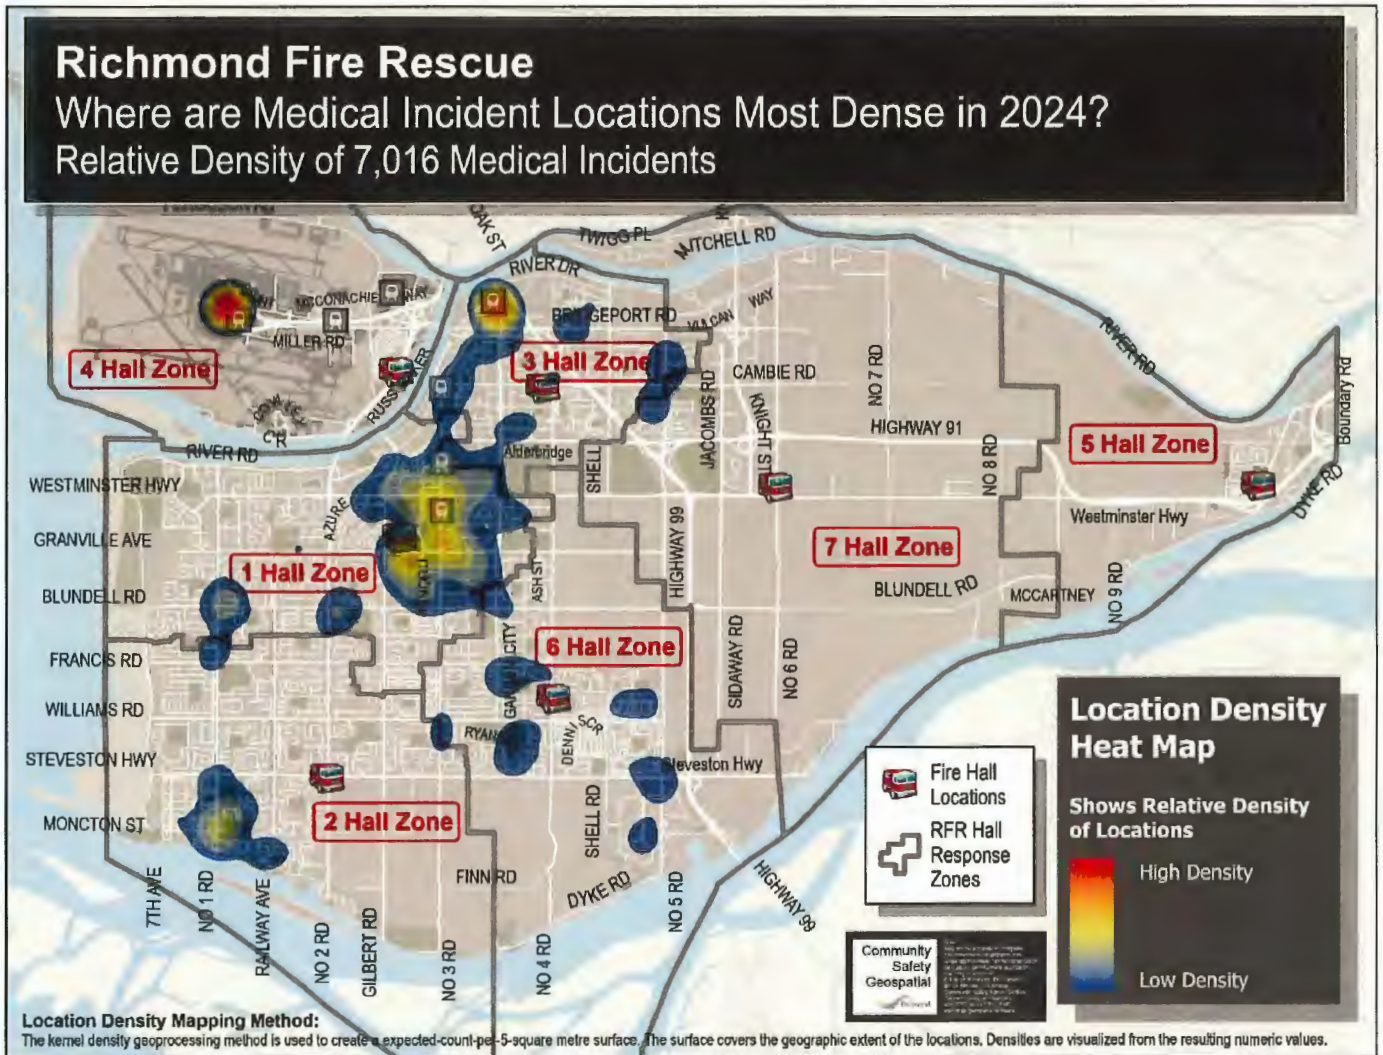 Richmond Fire Rescue
Where are Medical Incident Locations Most Dense in 2024?
Relative Density of 7,016 Medical Incidents
OAK ST
TWIGG PL
MITCHELL RD
RIVER DR
MCCONACHIE WAY
BRIDGEPORT RD
VULCAN WAY
MILLER RD
RIVER RD
4 Hall Zone
3 Hall Zone
CAMBIE RD
NO 7 RD
JACOBMBS RD
KNIGHT ST
HIGHWAY 91
NO 8 RD
5 Hall Zone
Boundary Rd
RIVER RD
Alderbridge
SHELL
WESTMINSTER HWY
AZURE
DYKE RD
Westminster Hwy
GRANVILLE AVE
7 Hall Zone
1 Hall Zone
ASH ST
HIGHWAY 99
BLUNDELL RD
BLUNDELL RD
MCCARTNEY
NO 9 RD
6 Hall Zone
FRANCIS RD
SIDAWAY RD
NO 6 RD
WILLIAMS RD
RYAN
DENNIS CR
STEVESTON HWY
Steveston Hwy
MONCTON ST
2 Hall Zone
SHELL RD
FINN RD
DYKE RD
HIGHWAY 99
7TH AVE
NO 1 RD
RAILWAY AVE
NO 2 RD
GILBERT RD
NO 3 RD
NO 4 RD
NO 5 RD
Fire Hall
Locations
RFR Hall
Response
Zones
Location Density
Heat Map
Shows Relative Density
of Locations
High Density
Low Density
Community
Safety
Geospatial
Location Density Mapping Method:
The kernel density geoprocessing method is used to create a expected-count-per-5-square metre surface. The surface covers the geographic extent of the locations. Densities are visualized from the resulting numeric values.